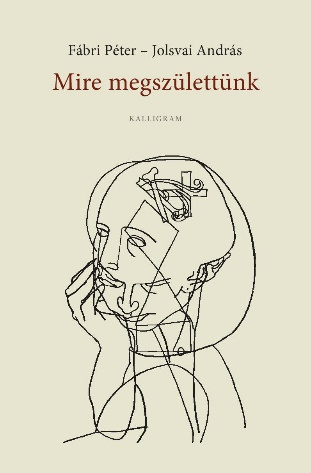 Fábri Péter – Jolsvai András
Mire megszülettünk
KALLIGRAM